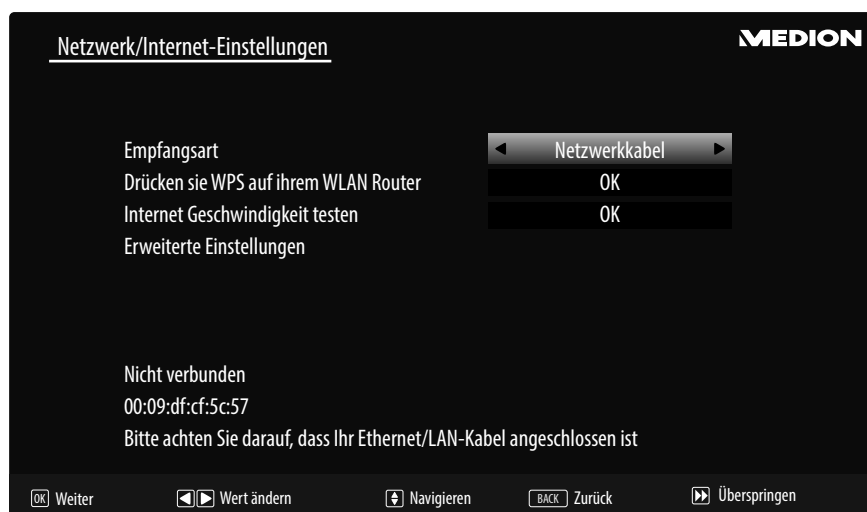 Netzwerk/Internet-Einstellungen MEDION
Empfangsart Netzwerkkabel
Drücken sie WPS auf ihrem WLAN Router OK
Internet Geschwindigkeit testen OK
Erweiterte Einstellungen
Nicht verbunden
00:09:df:cf:5c:57
Bitte achten Sie darauf, dass Ihr Ethernet/LAN-Kabel angeschlossen ist
OK Weiter Wert ändern Navigieren BACK Zurück Überspringen